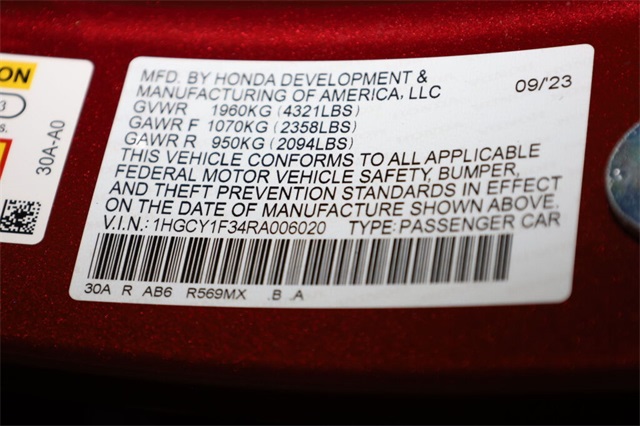 MFD. BY HONDA DEVELOPMENT &
MANUFACTURING OF AMERICA, LLC 09/'23
GVWR 1960KG (4321LBS)
GAWR F 1070KG (2358LBS)
GAWR R 950KG (2094LBS)
THIS VEHICLE CONFORMS TO ALL APPLICABLE
FEDERAL MOTOR VEHICLE SAFETY, BUMPER,
AND THEFT PREVENTION STANDARDS IN EFFECT
ON THE DATE OF MANUFACTURE SHOWN ABOVE.
V.I.N.: 1HGCY1F34RA006020 TYPE: PASSENGER CAR
30A R AB6 R569MX .B .A
ON
3
s.
30A-A0